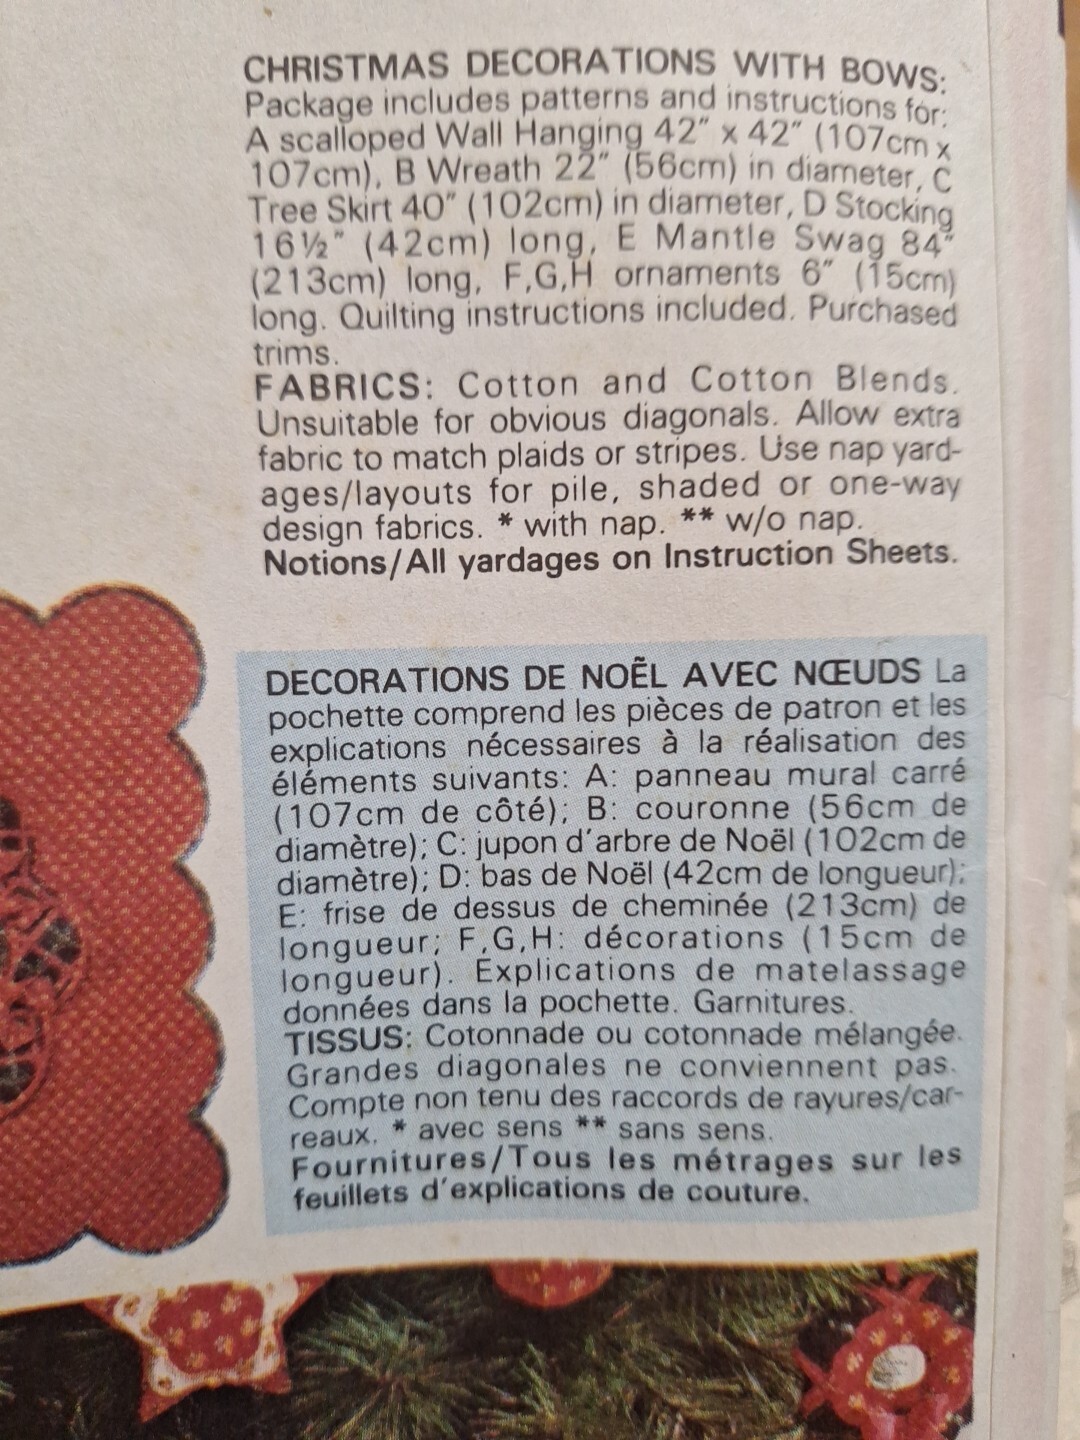 CHRISTMAS DECORATIONS WITH BOWS:
Package includes patterns and instructions for:
A scalloped Wall Hanging 42" x 42" (107cm x
107cm), B Wreath 22" (56cm) in diameter, C
Tree Skirt 40" (102cm) in diameter, D Stocking
16½" (42cm) long, E Mantle Swag 84"
(213cm) long, F,G,H ornaments 6" (15cm)
long. Quilting instructions included. Purchased
trims.
FABRICS: Cotton and Cotton Blends.
Unsuitable for obvious diagonals. Allow extra
fabric to match plaids or stripes. Use nap yard-
ages/layouts for pile, shaded or one-way
design fabrics. * with nap. ** w/o nap.
Notions/All yardages on Instruction Sheets.
DECORATIONS DE NOËL AVEC NŒUDS La
pochette comprend les pièces de patron et les
explications nécessaires à la réalisation des
éléments suivants: A: panneau mural carré
(107cm de côté); B: couronne (56cm de
diamètre); C: jupon d'arbre de Noël (102cm de
diamètre); D: bas de Noël (42cm de longueur);
E: frise de dessus de cheminée (213cm) de
longueur; F,G,H: décorations (15cm de
longueur). Explications de matelassage
données dans la pochette. Garnitures.
TISSUS: Cotonnade ou cotonnade mélangée.
Grandes diagonales ne conviennent pas.
Compte non tenu des raccords de rayures/car-
reaux. * avec sens ** sans sens.
Fournitures/Tous les métrages sur les
feuillets d'explications de couture.